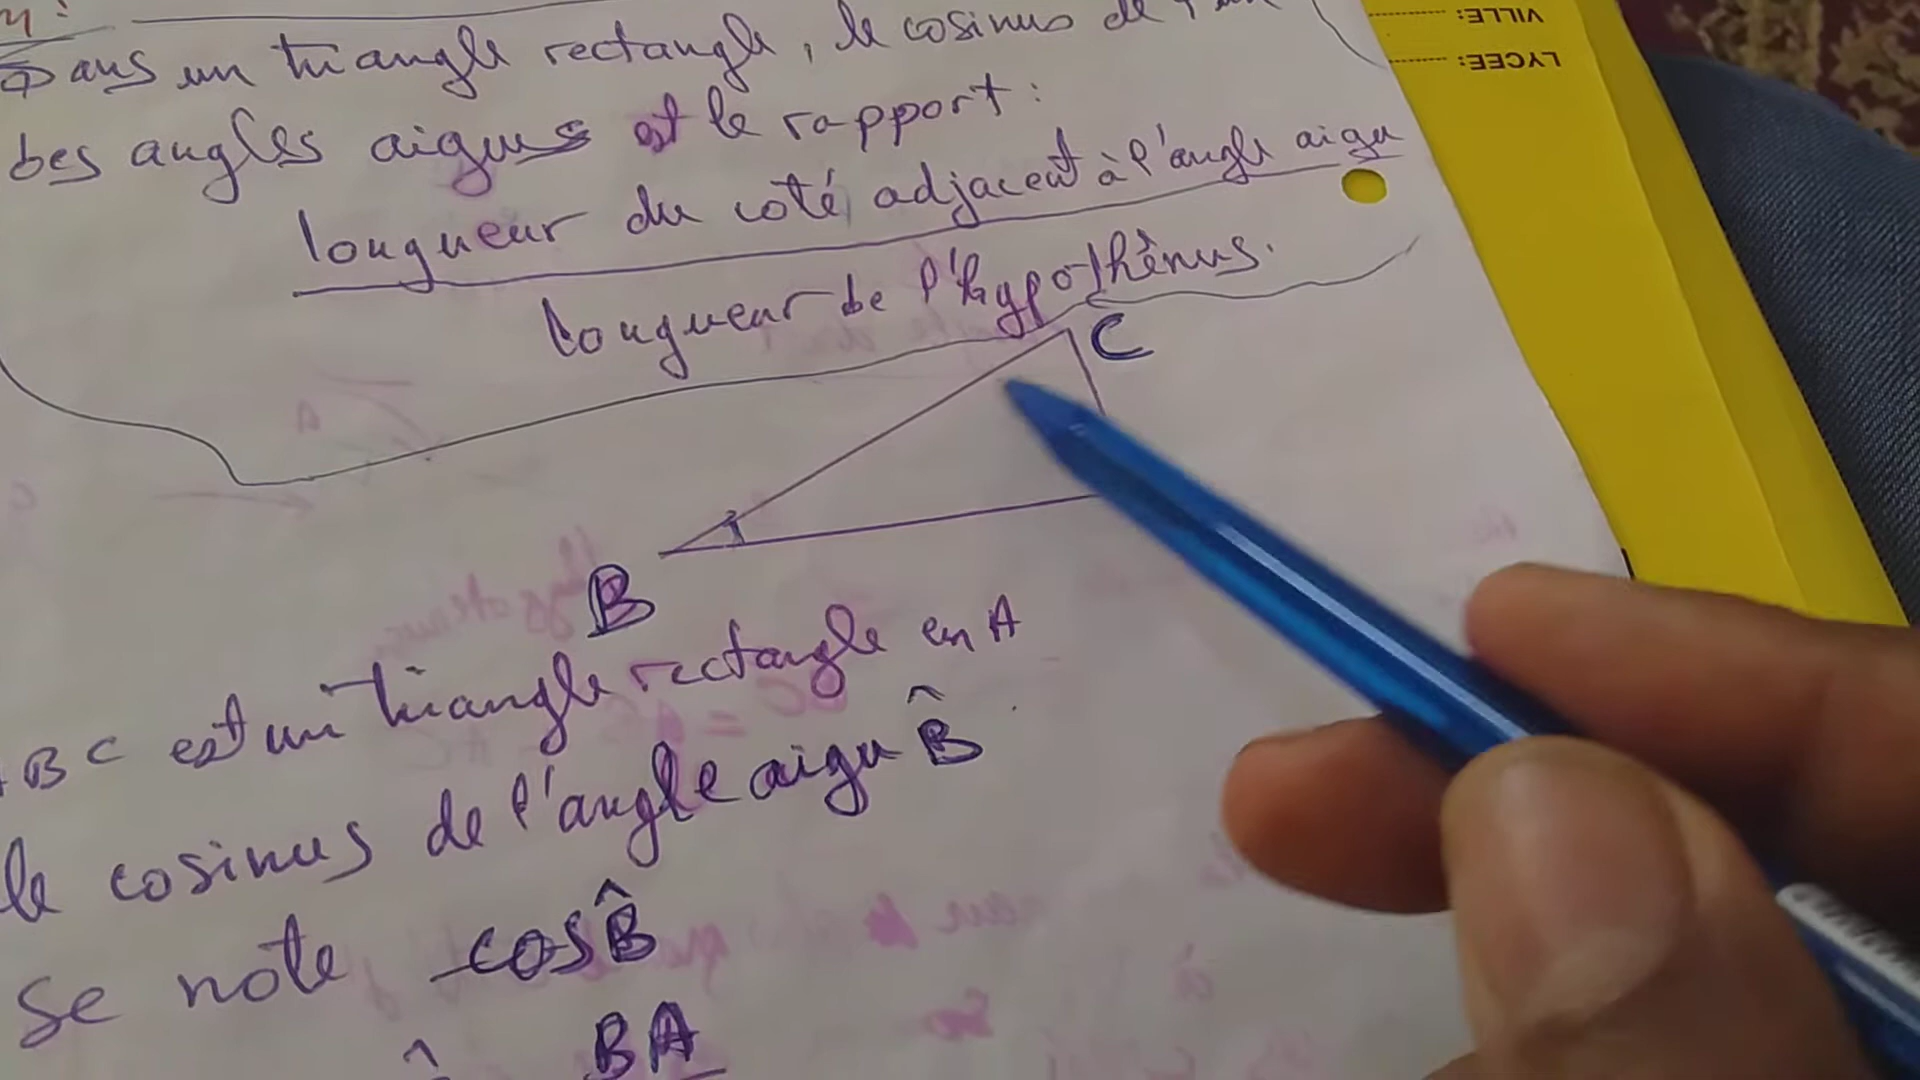 Dans un triangle rectangle, le cosinus de l'un
des angles aigus est le rapport :
longueur du coté adjacent à l'angle aigu
longueur de l'hypothénus.
C
B
BC est un triangle rectangle en A
le cosinus de l'angle aigu B̂
se note cosB̂
BA
VILLE:
LYCEE: